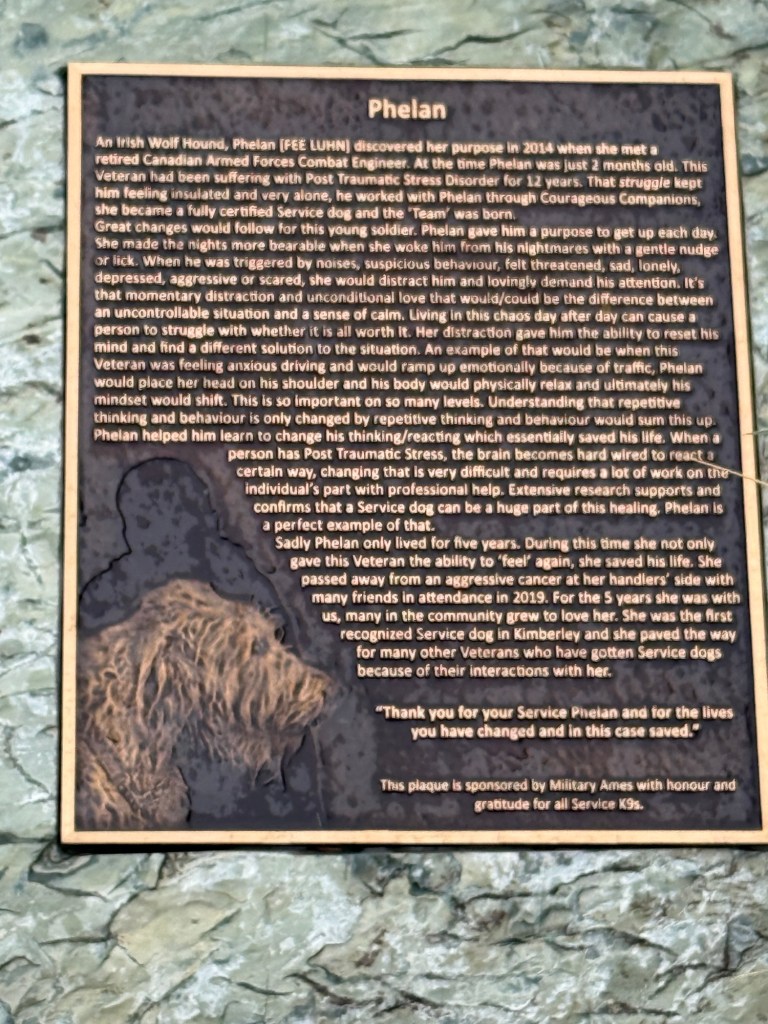 Phelan
An Irish Wolf Hound, Phelan [FEE LUHN] discovered her purpose in 2014 when she met a
retired Canadian Armed Forces Combat Engineer. At the time Phelan was just 2 months old. This
Veteran had been suffering with Post Traumatic Stress Disorder for 12 years. That struggle kept
him feeling insulated and very alone, he worked with Phelan through Courageous Companions,
she became a fully certified Service dog and the 'Team' was born.
Great changes would follow for this young soldier. Phelan gave him a purpose to get up each day.
She made the nights more bearable when she woke him from his nightmares with a gentle nudge
or lick. When he was triggered by noises, suspicious behaviour, felt threatened, sad, lonely,
depressed, aggressive or scared, she would distract him and lovingly demand his attention. It's
that momentary distraction and unconditional love that would/could be the difference between
an uncontrollable situation and a sense of calm. Living in this chaos day after day can cause a
person to struggle with whether it is all worth it. Her distraction gave him the ability to reset his
mind and find a different solution to the situation. An example of that would be when this
Veteran was feeling anxious driving and would ramp up emotionally because of traffic, Phelan
would place her head on his shoulder and his body would physically relax and ultimately his
mindset would shift. This is so important on so many levels. Understanding that repetitive
thinking and behaviour is only changed by repetitive thinking and behaviour would sum this up.
Phelan helped him learn to change his thinking/reacting which essentially saved his life. When a
person has Post Traumatic Stress, the brain becomes hard wired to react a
certain way, changing that is very difficult and requires a lot of work on the
individual's part with professional help. Extensive research supports and
confirms that a Service dog can be a huge part of this healing. Phelan is
a perfect example of that.
Sadly Phelan only lived for five years. During this time she not only
gave this Veteran the ability to 'feel' again, she saved his life. She
passed away from an aggressive cancer at her handlers' side with
many friends in attendance in 2019. For the 5 years she was with
us, many in the community grew to love her. She was the first
recognized Service dog in Kimberley and she paved the way
for many other Veterans who have gotten Service dogs
because of their interactions with her.
"Thank you for your Service Phelan and for the lives
you have changed and in this case saved."
This plaque is sponsored by Military Ames with honour and
gratitude for all Service K9s.